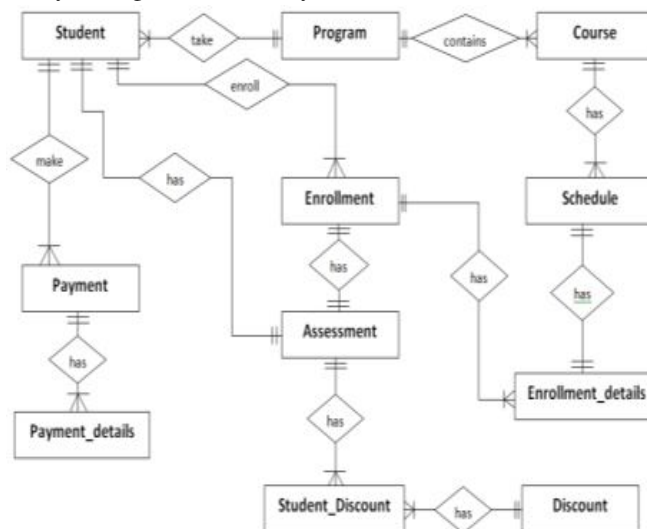 Student
take
Program
contains
Course
enroll
has
make
has
Enrollment
Schedule
has
has
has
Payment
Assessment
has
Enrollment_details
Payment_details
has
Student_Discount
has
Discount